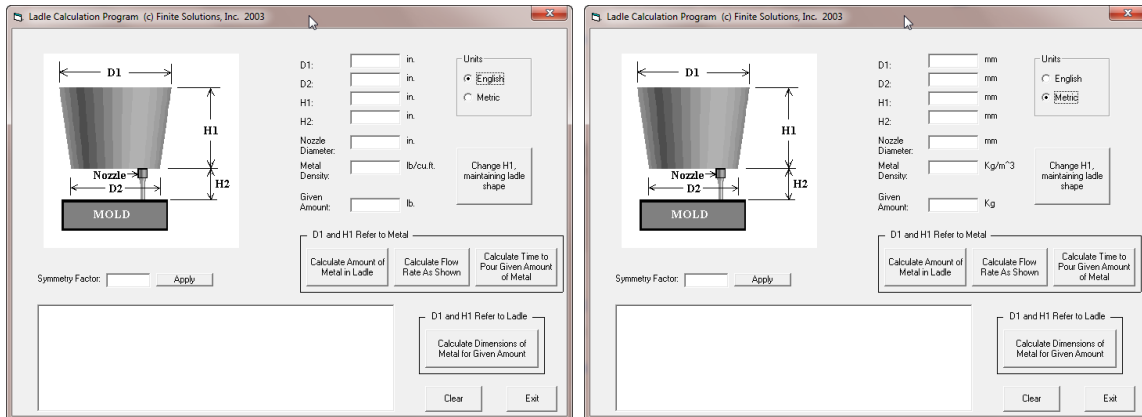 Ladle Calculation Program (c) Finite Solutions, Inc. 2003
D1
H1
Nozzle
D2
H2
MOLD
D1: in.
D2: in.
H1: in.
H2: in.
Nozzle
Diameter: in.
Metal
Density: lb/cu.ft.
Given
Amount: lb.
Units
English
Metric
Change H1,
maintaining ladle
shape
D1 and H1 Refer to Metal
Calculate Amount of
Metal in Ladle
Calculate Flow
Rate As Shown
Calculate Time to
Pour Given Amount
of Metal
Symmetry Factor: Apply
D1 and H1 Refer to Ladle
Calculate Dimensions of
Metal for Given Amount
Clear Exit
Ladle Calculation Program (c) Finite Solutions, Inc. 2003
D1
H1
Nozzle
D2
H2
MOLD
D1: mm
D2: mm
H1: mm
H2: mm
Nozzle
Diameter: mm
Metal
Density: Kg/m^3
Given
Amount: Kg
Units
English
Metric
Change H1,
maintaining ladle
shape
D1 and H1 Refer to Metal
Calculate Amount of
Metal in Ladle
Calculate Flow
Rate As Shown
Calculate Time to
Pour Given Amount
of Metal
Symmetry Factor: Apply
D1 and H1 Refer to Ladle
Calculate Dimensions of
Metal for Given Amount
Clear Exit